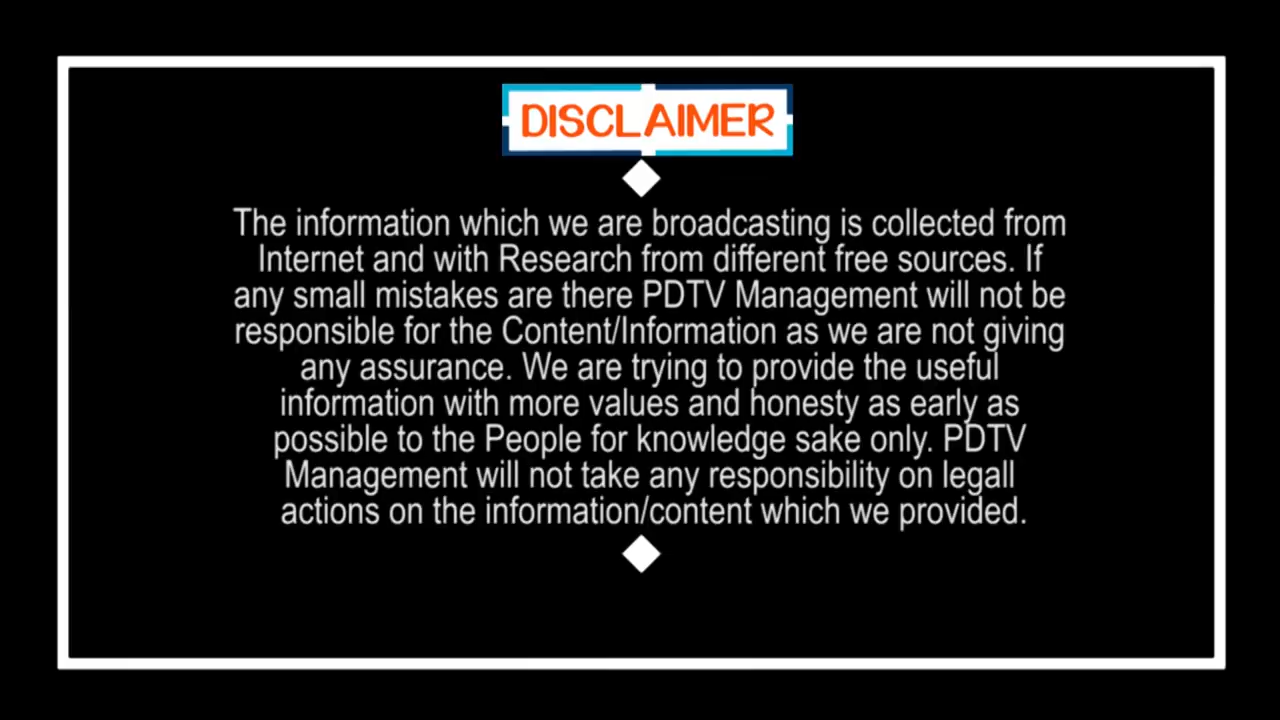 DISCLAIMER
The information which we are broadcasting is collected from
Internet and with Research from different free sources. If
any small mistakes are there PDTV Management will not be
responsible for the Content/Information as we are not giving
any assurance. We are trying to provide the useful
information with more values and honesty as early as
possible to the People for knowledge sake only. PDTV
Management will not take any responsibility on legall
actions on the information/content which we provided.